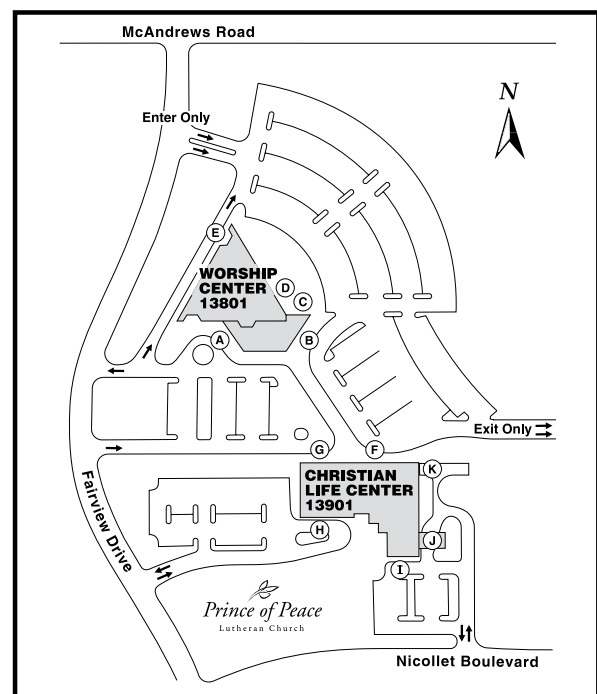 McAndrews Road
N
Enter Only
E
WORSHIP
CENTER
13801
D
C
A
B
Exit Only
G
F
CHRISTIAN
LIFE CENTER
13901
K
H
J
I
Fairview Drive
Prince of Peace
Lutheran Church
Nicollet Boulevard